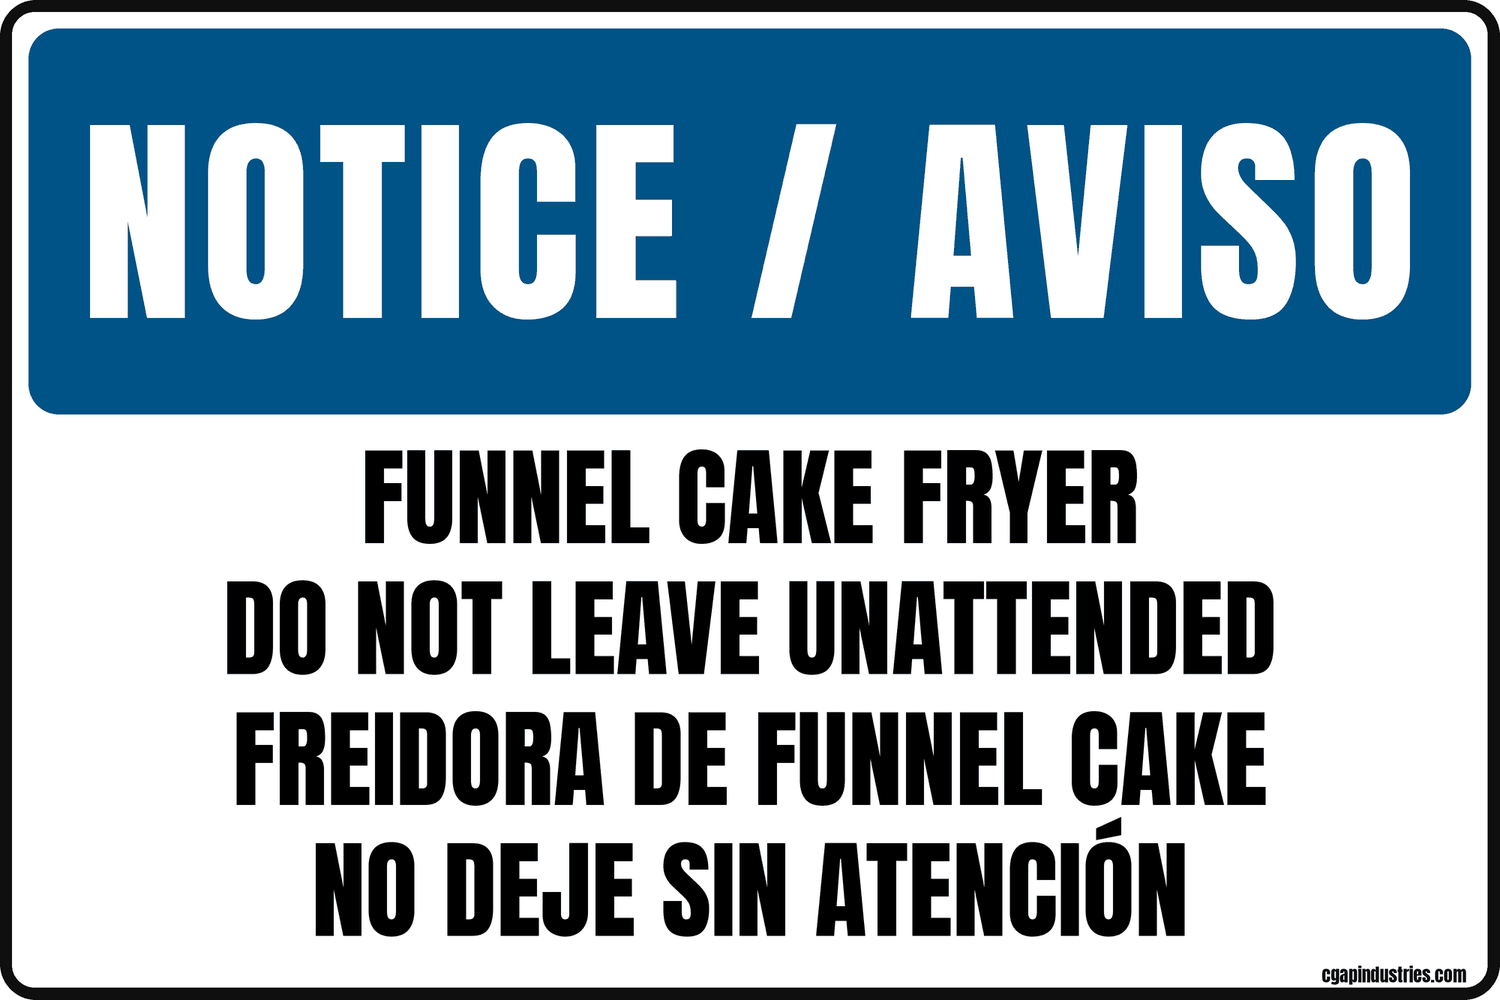 NOTICE / AVISO
FUNNEL CAKE FRYER
DO NOT LEAVE UNATTENDED
FREIDORA DE FUNNEL CAKE
NO DEJE SIN ATENCIÓN
cgapindustries.com